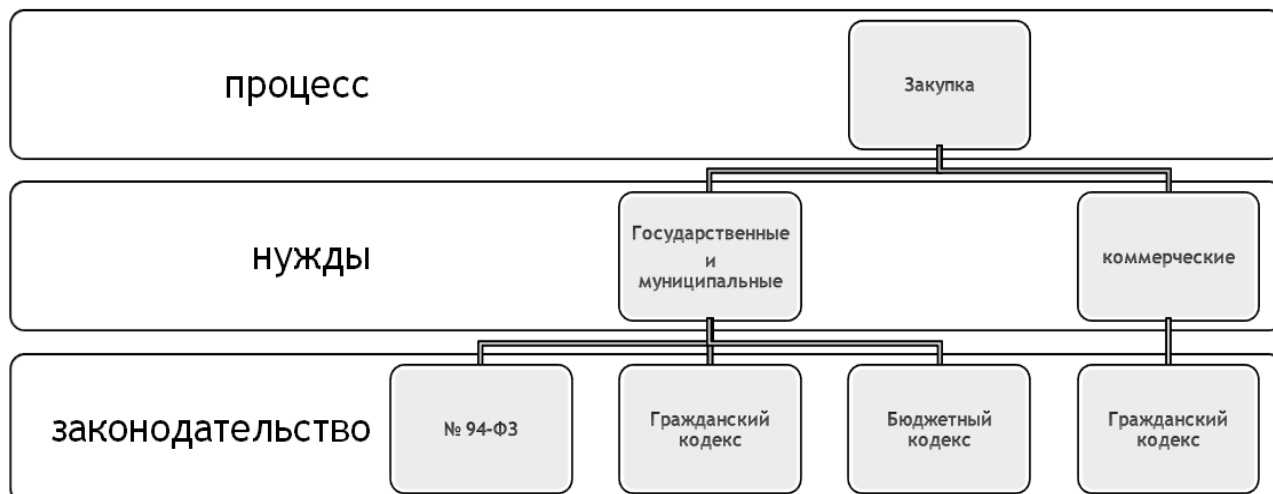 процесс
Закупка
нужды
Государственные
и
муниципальные
коммерческие
законодательство
№ 94-ФЗ
Гражданский
кодекс
Бюджетный
кодекс
Гражданский
кодекс